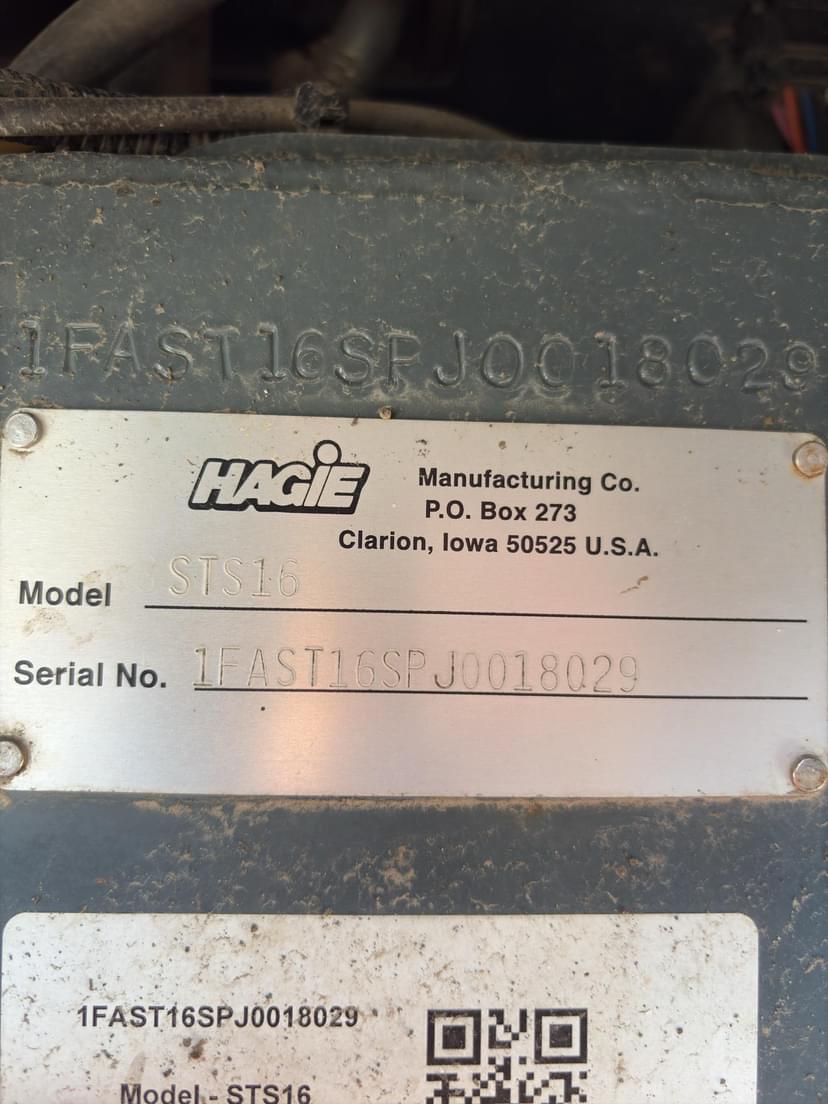 1FAST16SPJ0018029
HAGIE
Manufacturing Co.
P.O. Box 273
Clarion, Iowa 50525 U.S.A.
Model STS16
Serial No. 1FAST16SPJ0018029
1FAST16SPJ0018029
Model - STS16